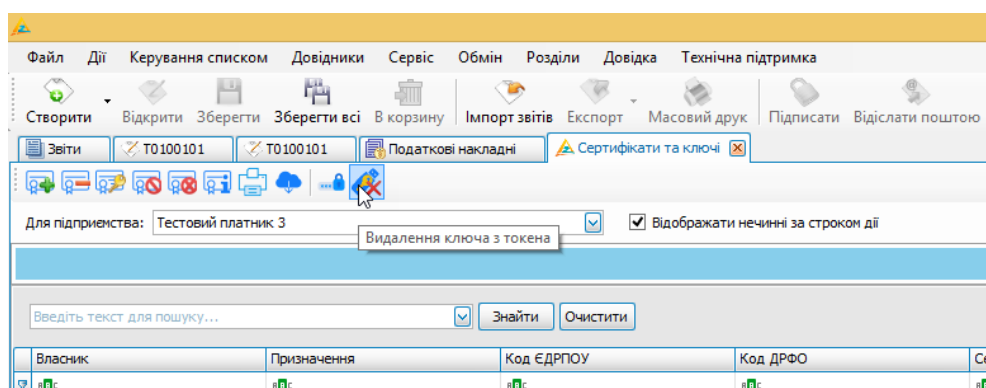 Файл Дії Керування списком Довідники Сервіс Обмін Розділи Довідка Технічна підтримка
Створити Відкрити Зберегти Зберегти всі В корзину Імпорт звітів Експорт Масовий друк Підписати Відіслати поштою
Звіти T0100101 T0100101 Податкові накладні Сертифікати та ключі
Для підприємства: Тестовий платник 3 Відображати нечинні за строком дії
Видалення ключа з токена
Введіть текст для пошуку... Знайти Очистити
Власник Призначення Код ЄДРПОУ Код ДРФО